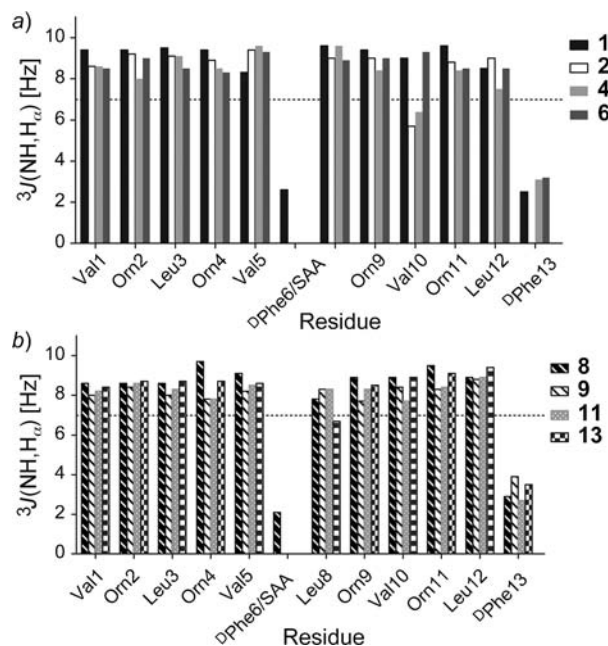 a)
³J(NH,Hα) [Hz]
10
8
6
4
2
0
1
2
4
6
Val1
Orn2
Leu3
Orn4
Val5
ᴰPhe6/SAA
Orn9
Val10
Orn11
Leu12
ᴰPhe13
Residue
b)
³J(NH,Hα) [Hz]
10
8
6
4
2
0
8
9
11
13
Val1
Orn2
Leu3
Orn4
Val5
ᴰPhe6/SAA
Leu8
Orn9
Val10
Orn11
Leu12
ᴰPhe13
Residue